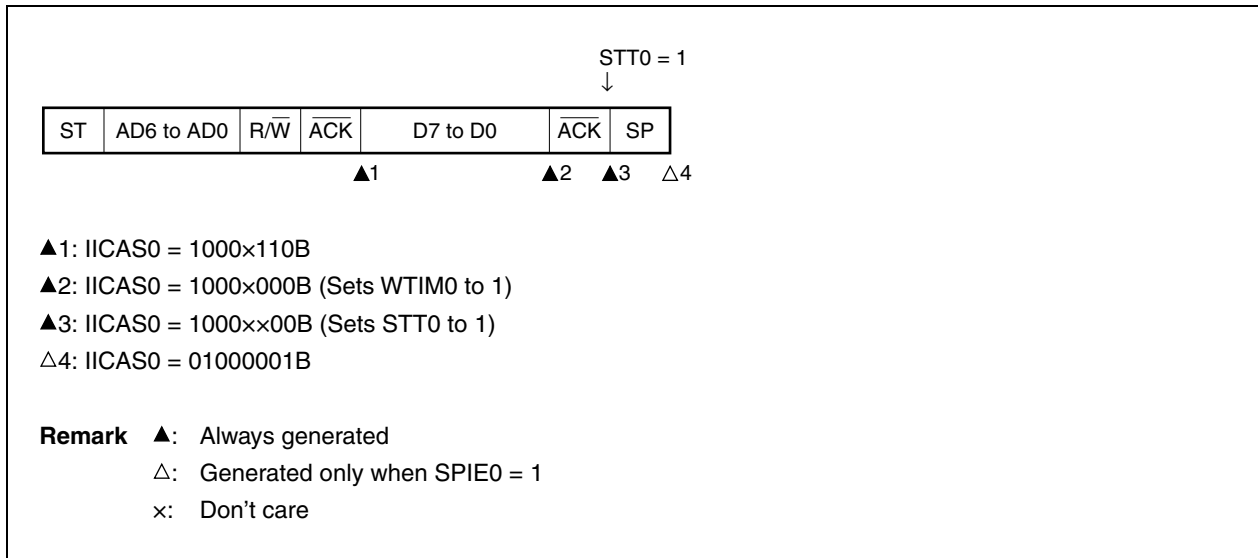 STT0 = 1
↓
ST AD6 to AD0 R/W̅ A̅C̅K̅ D7 to D0 A̅C̅K̅ SP
▲1 ▲2 ▲3 △4
▲1: IICAS0 = 1000×110B
▲2: IICAS0 = 1000×000B (Sets WTIM0 to 1)
▲3: IICAS0 = 1000××00B (Sets STT0 to 1)
△4: IICAS0 = 01000001B
Remark ▲: Always generated
△: Generated only when SPIE0 = 1
×: Don't care